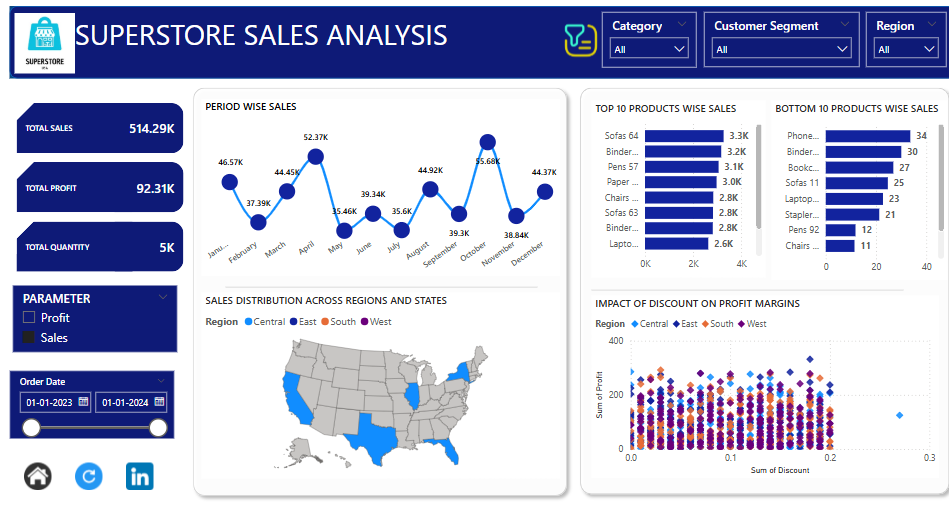 SUPERSTORE SALES ANALYSIS
SUPERSTORE
Category
All
Customer Segment
All
Region
All
TOTAL SALES 514.29K
TOTAL PROFIT 92.31K
TOTAL QUANTITY 5K
PARAMETER
Profit
Sales
Order Date
01-01-2023 01-01-2024
in
PERIOD WISE SALES
46.57K
37.39K
44.45K
52.37K
35.46K
39.34K
35.6K
44.92K
39.3K
55.68K
38.84K
44.37K
Janu... February March April May June July August September October November December
SALES DISTRIBUTION ACROSS REGIONS AND STATES
Region Central East South West
TOP 10 PRODUCTS WISE SALES
Sofas 64 3.3K
Binder... 3.2K
Pens 57 3.1K
Paper ... 3.0K
Chairs ... 2.8K
Sofas 63 2.8K
Binder... 2.8K
Lapto... 2.6K
0K 2K 4K
BOTTOM 10 PRODUCTS WISE SALES
Phone... 34
Binder... 30
Bookc... 27
Sofas 11 25
Laptop... 23
Stapler... 21
Pens 92 12
Chairs ... 11
0 20 40
IMPACT OF DISCOUNT ON PROFIT MARGINS
Region Central East South West
Sum of Profit
400
200
0
0.0 0.1 0.2 0.3
Sum of Discount